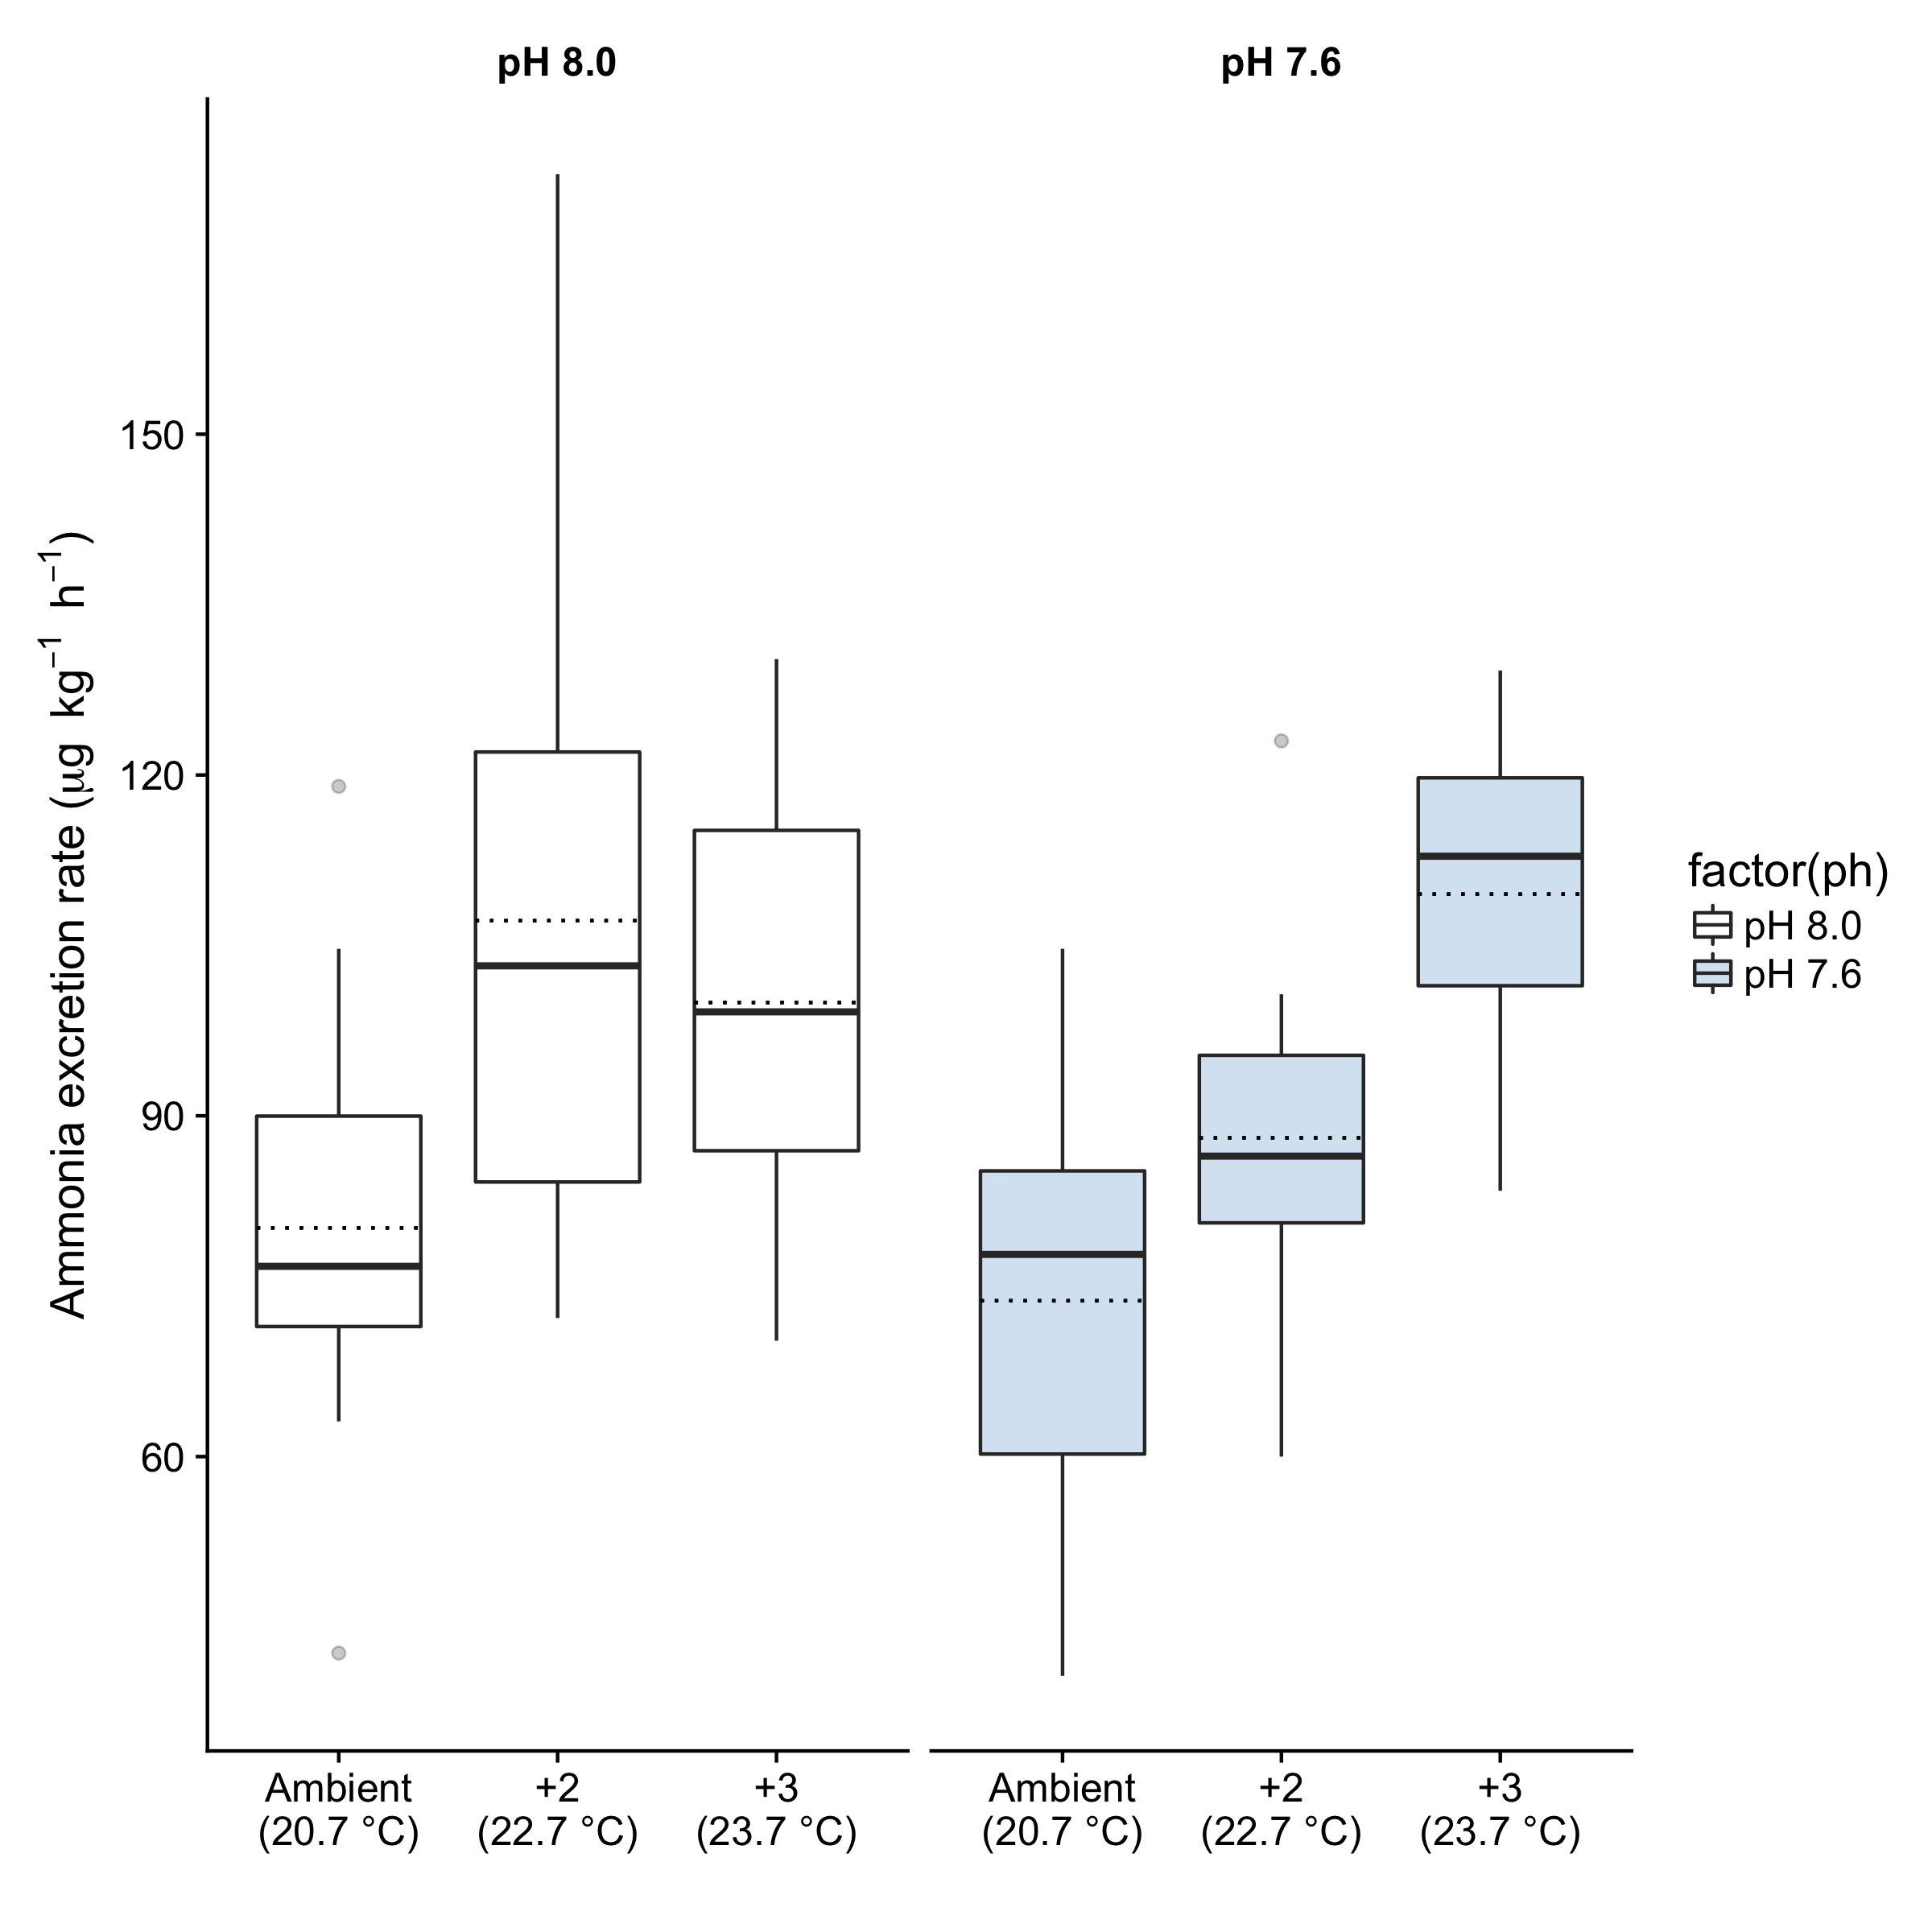 pH 8.0
pH 7.6
Ammonia excretion rate (μg kg⁻¹ h⁻¹)
150
120
90
60
Ambient
(20.7 °C)
+2
(22.7 °C)
+3
(23.7 °C)
Ambient
(20.7 °C)
+2
(22.7 °C)
+3
(23.7 °C)
factor(ph)
pH 8.0
pH 7.6